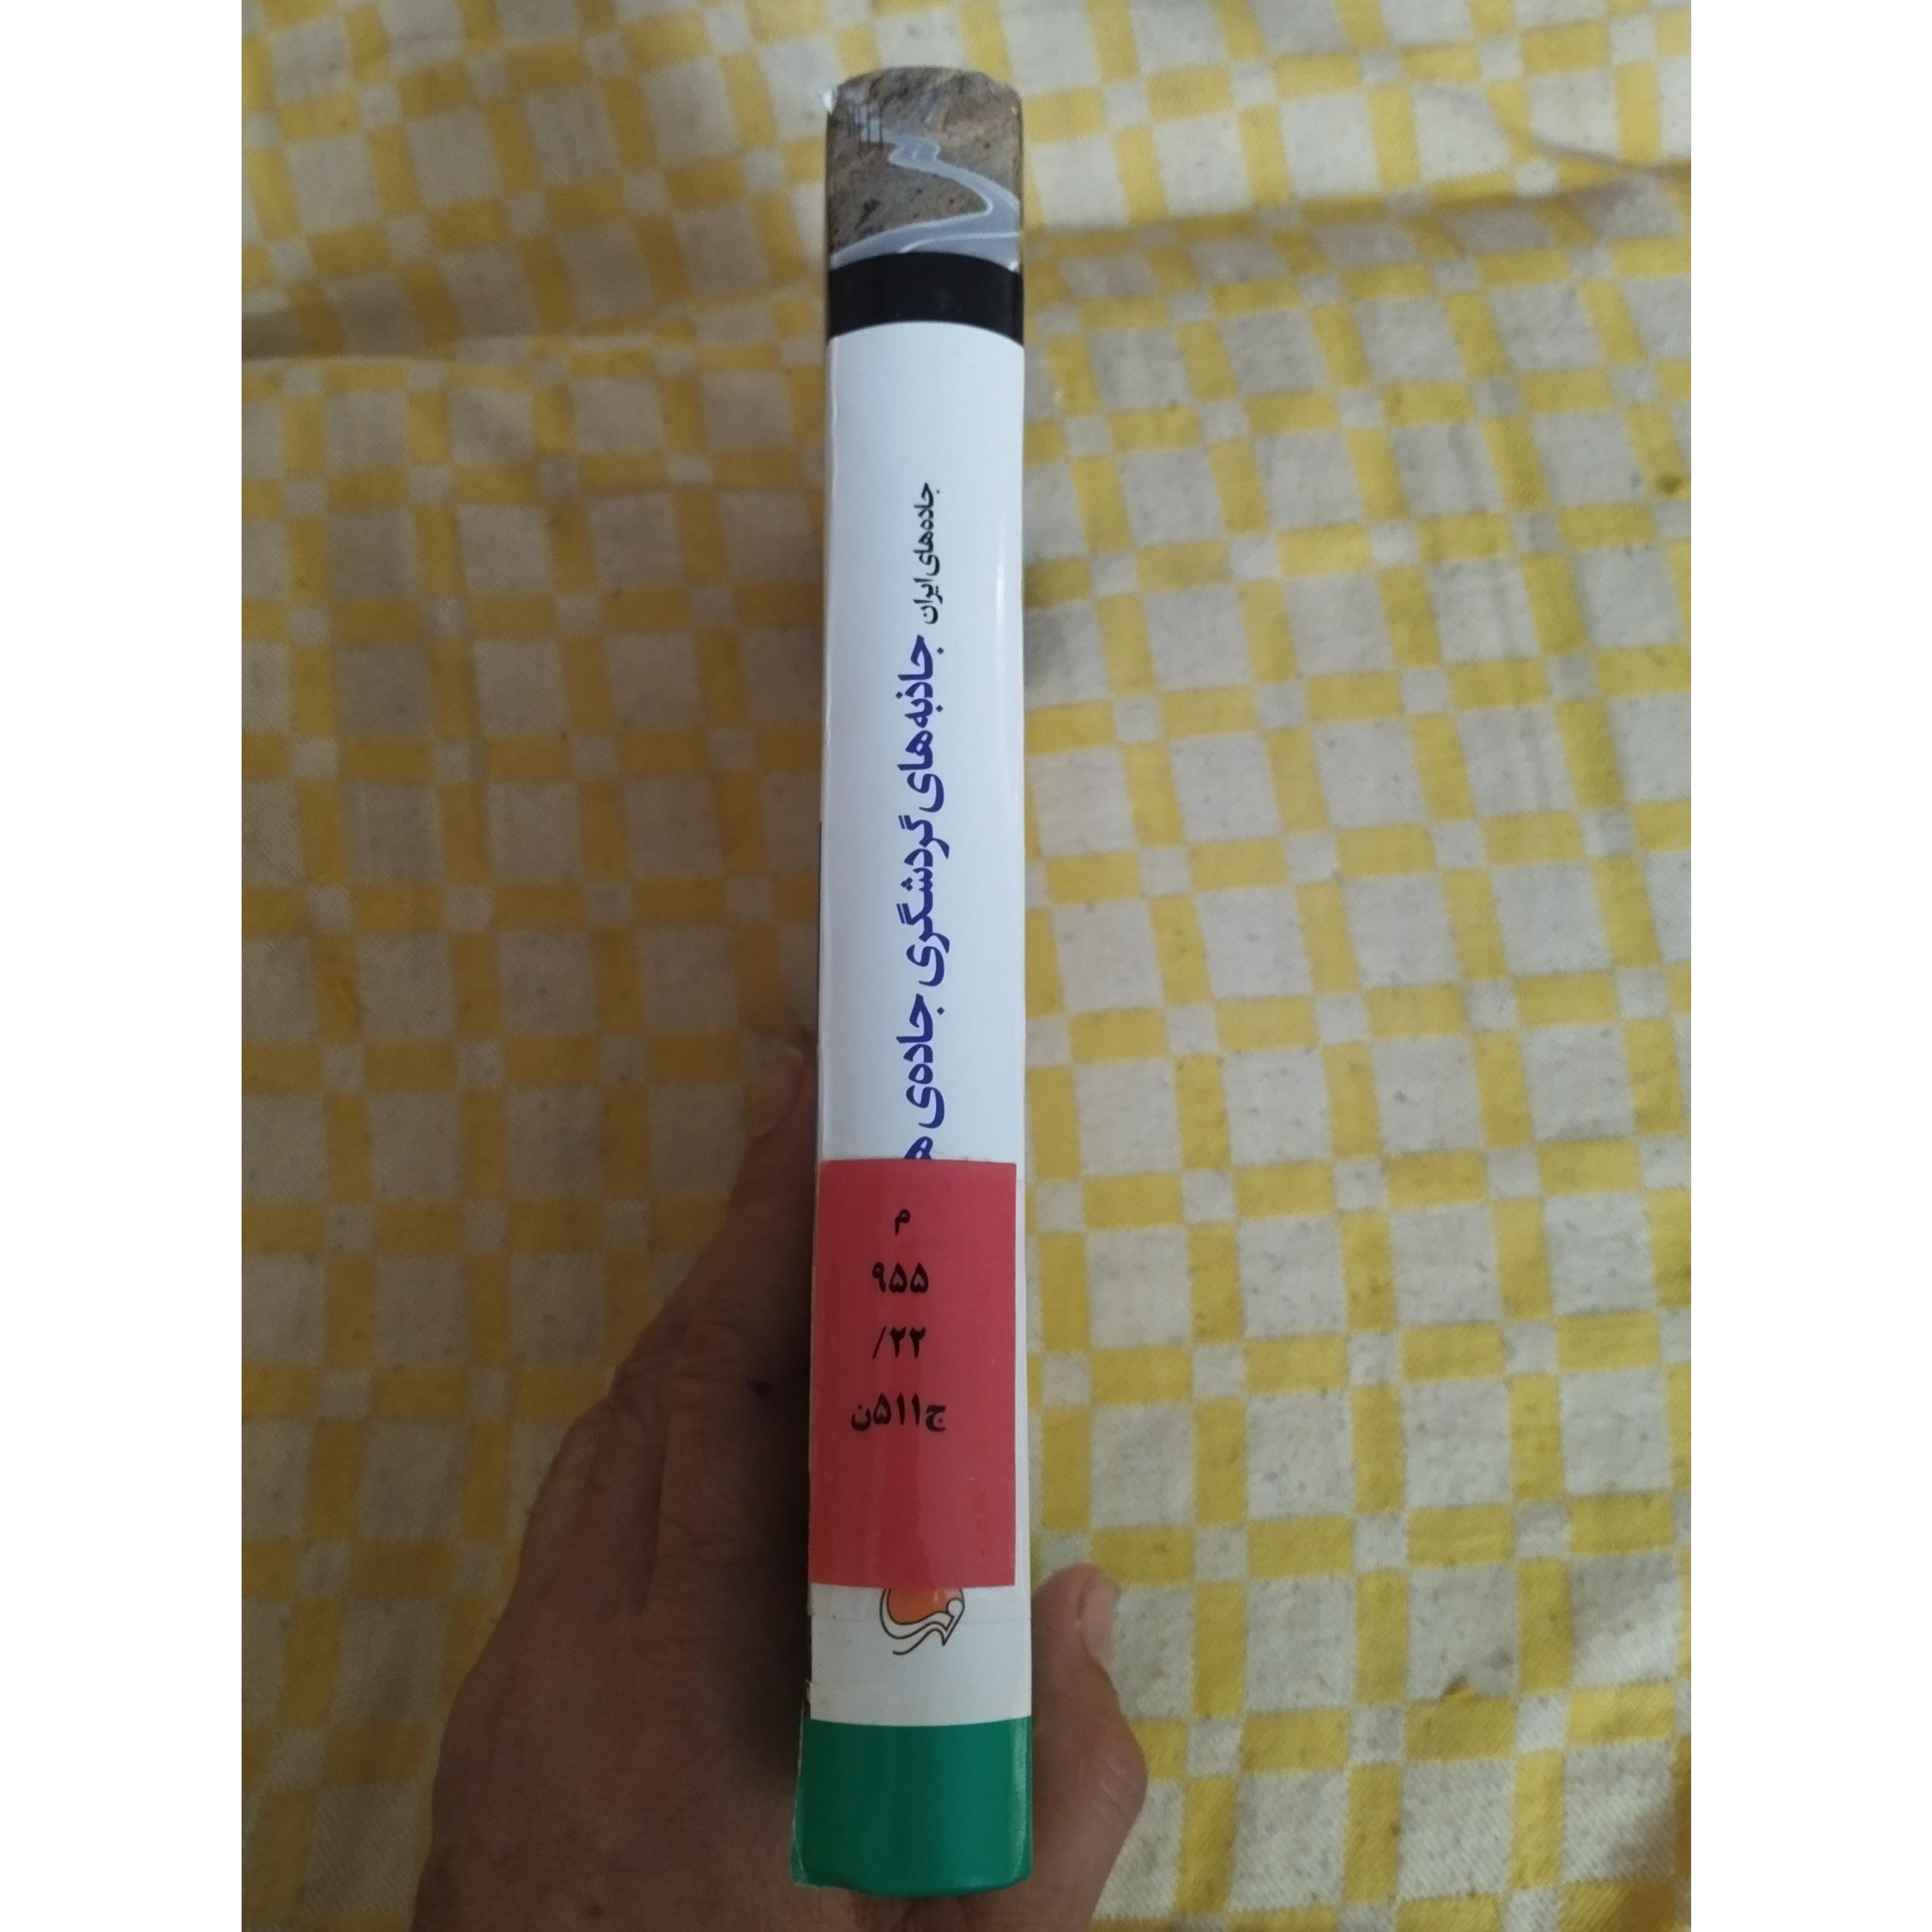 جاده‌های ایران
جاذبه‌های گردشگری جاده‌ی
م
۹۵۵
/۲۲
ج۵۱۱ن